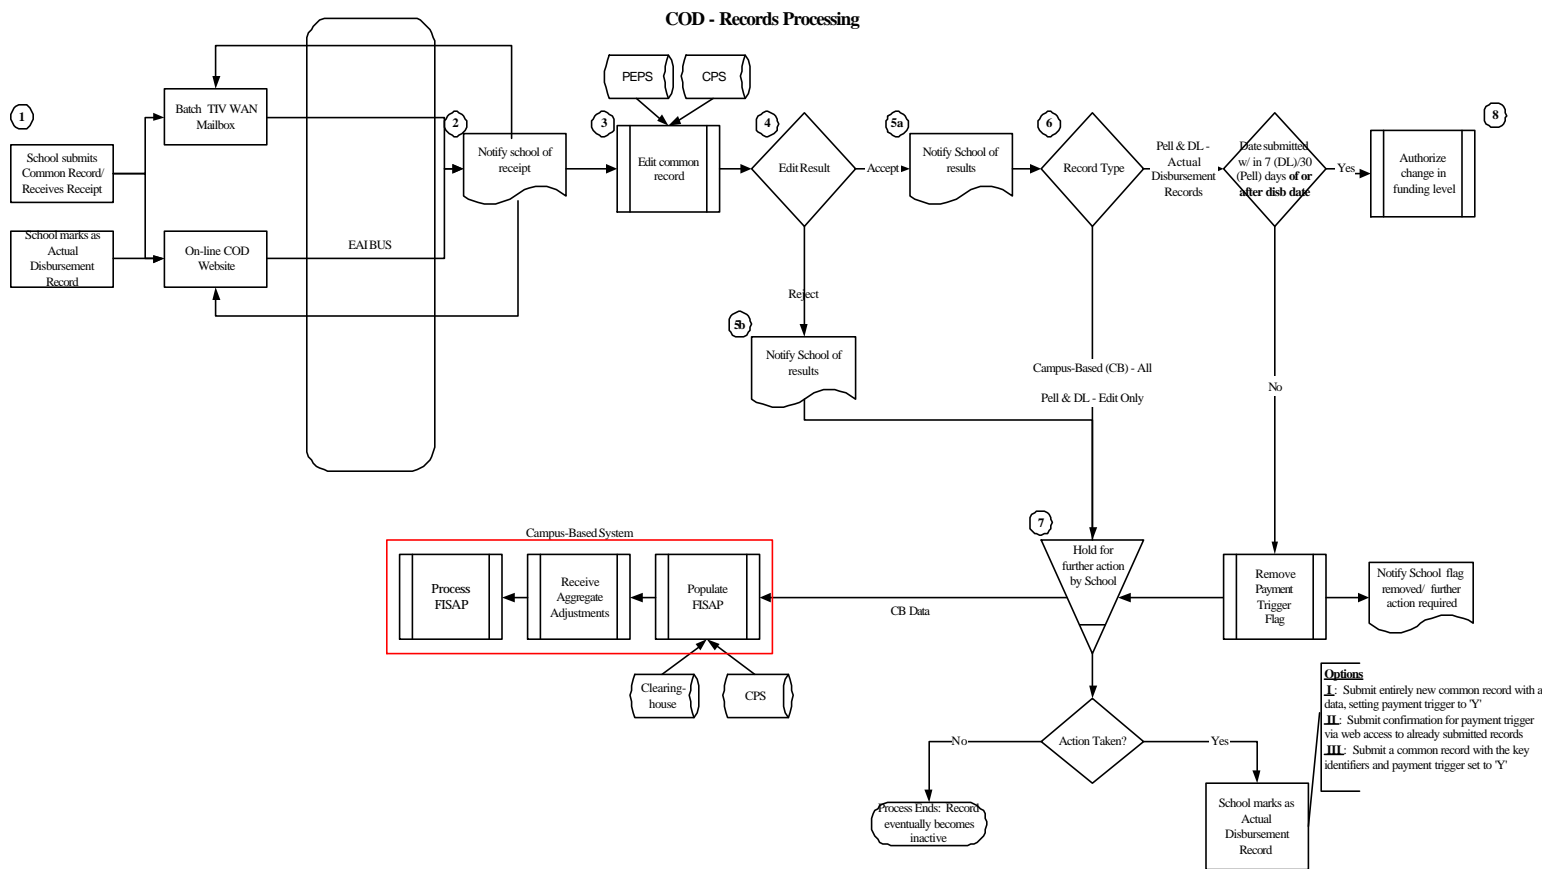 COD - Records Processing
1
School submits
Common Record/
Receives Receipt
School marks as
Actual
Disbursement
Record
Batch TIV WAN
Mailbox
On-line COD
Website
EAI BUS
2
Notify school of
receipt
PEPS
CPS
3
Edit common
record
4
Edit Result
Accept
Reject
5a
Notify School of
results
5b
Notify School of
results
6
Record Type
Pell & DL -
Actual
Disbursement
Records
Date submitted
w/ in 7 (DL)/30
(Pell) days of or
after disb date
Yes
8
Authorize
change in
funding level
Campus-Based (CB) - All
Pell & DL - Edit Only
No
7
Hold for
further action
by School
Remove
Payment
Trigger
Flag
Notify School flag
removed/ further
action required
Campus-Based System
Process
FISAP
Receive
Aggregate
Adjustments
Populate
FISAP
CB Data
Clearing-
house
CPS
Action Taken?
No
Yes
Process Ends: Record
eventually becomes
inactive
School marks as
Actual
Disbursement
Record
Options
I: Submit entirely new common record with a
data, setting payment trigger to 'Y'
II: Submit confirmation for payment trigger
via web access to already submitted records
III: Submit a common record with the key
identifiers and payment trigger set to 'Y'